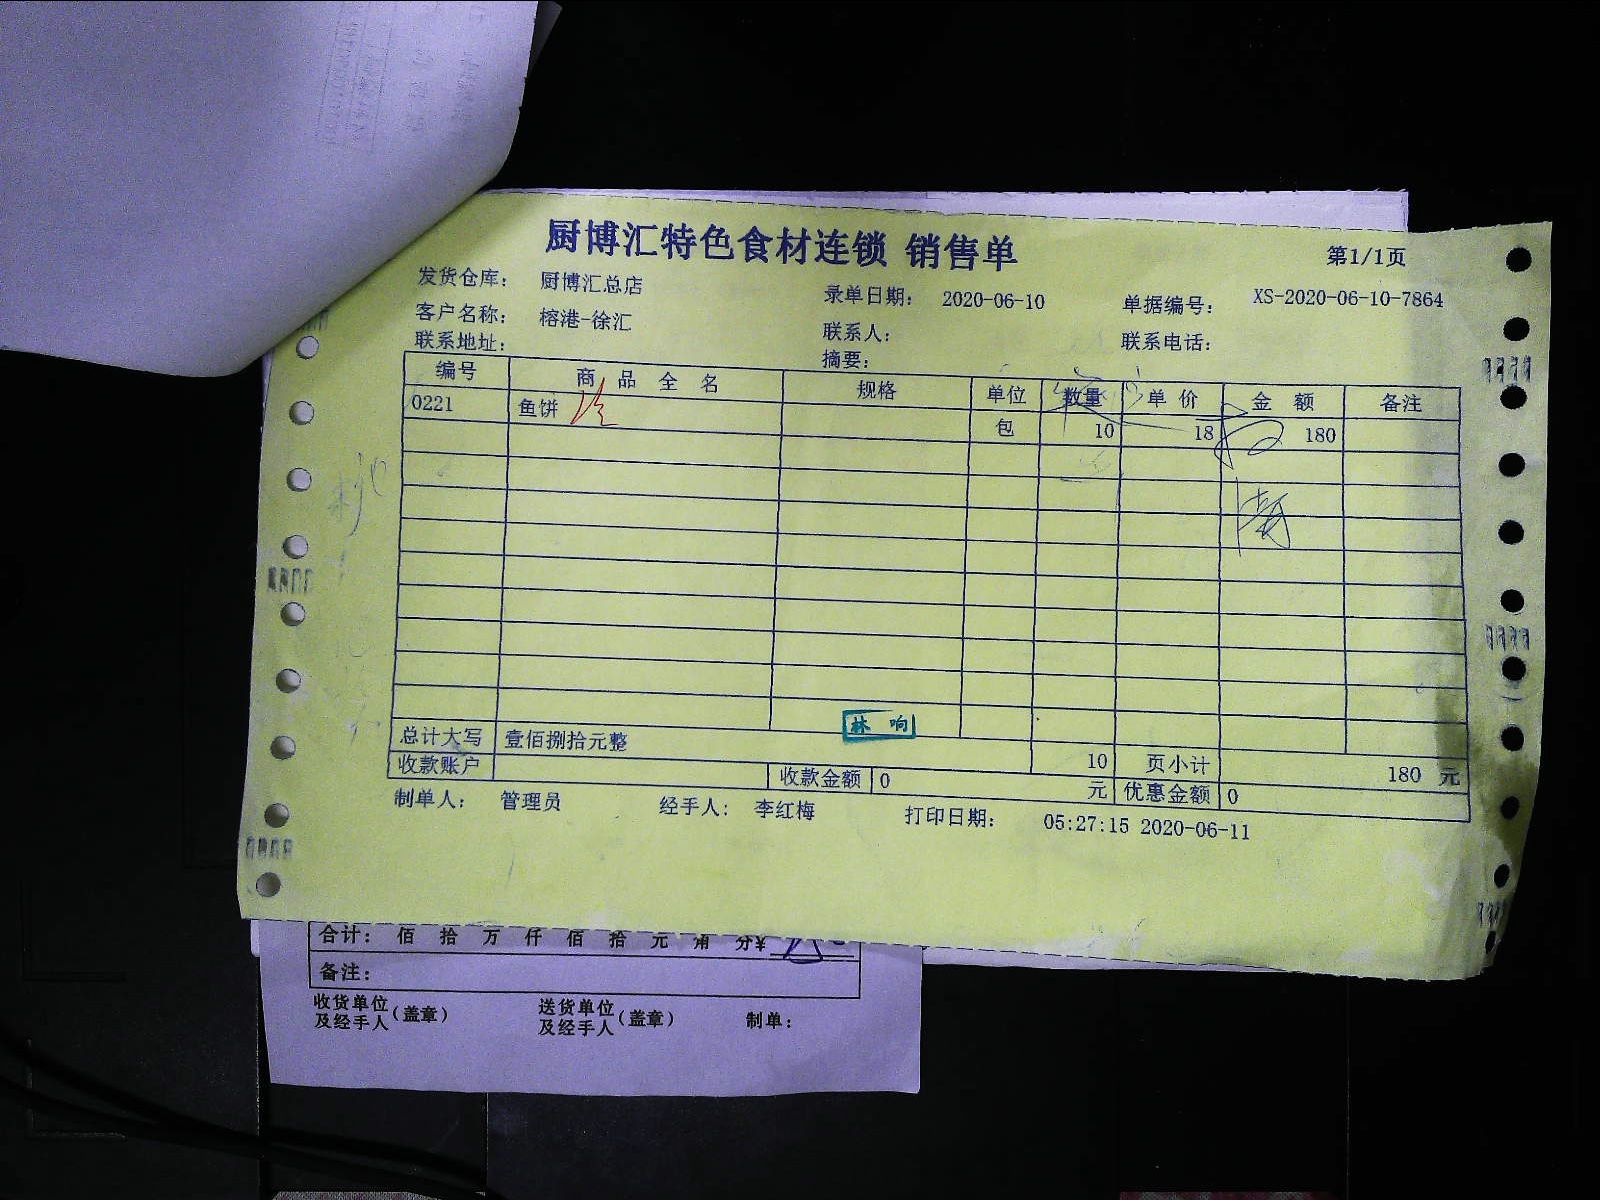 厨博汇特色食材连锁 销售单
第1/1页
发货仓库： 厨博汇总店 录单日期： 2020-06-10 单据编号： XS-2020-06-10-7864
客户名称： 榕港-徐汇 联系人： 联系电话：
联系地址： 摘要：
编号 商 品 全 名 规格 单位 数量 单 价 金 额 备注
0221 鱼饼 包 10 18 180
林 响
总计大写 壹佰捌拾元整 10 页小计 180 元
收款账户 收款金额 0 元 优惠金额 0
制单人： 管理员 经手人： 李红梅 打印日期： 05:27:15 2020-06-11
合计： 佰 拾 万 仟 佰 拾 元 角 分¥
备注：
收货单位及经手人（盖章） 送货单位及经手人（盖章） 制单：